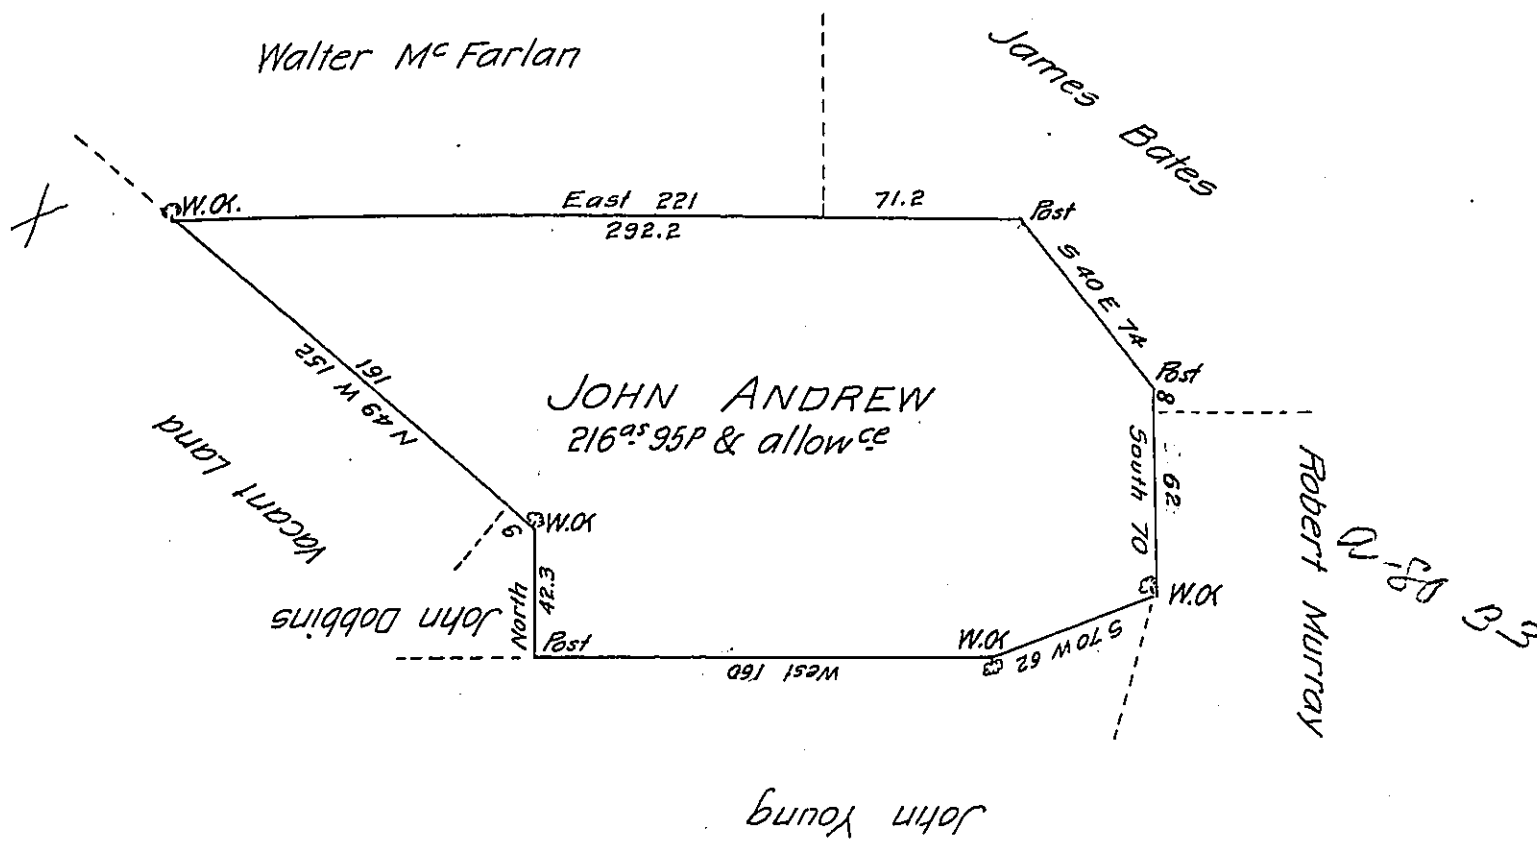 Walter Mc Farlan
James Bates
X
W.O.
East 221
71.2
292.2
Post
S 40 E 74
Post
8
JOHN ANDREW
216as 95P & allowce
161
N 49 W 152
Vacant Land
South 70
62
Robert Murray
9
W.O
North
42.3
John Dobbins
Post
W.O
W.O
S 70 W 62
West 160
John Young